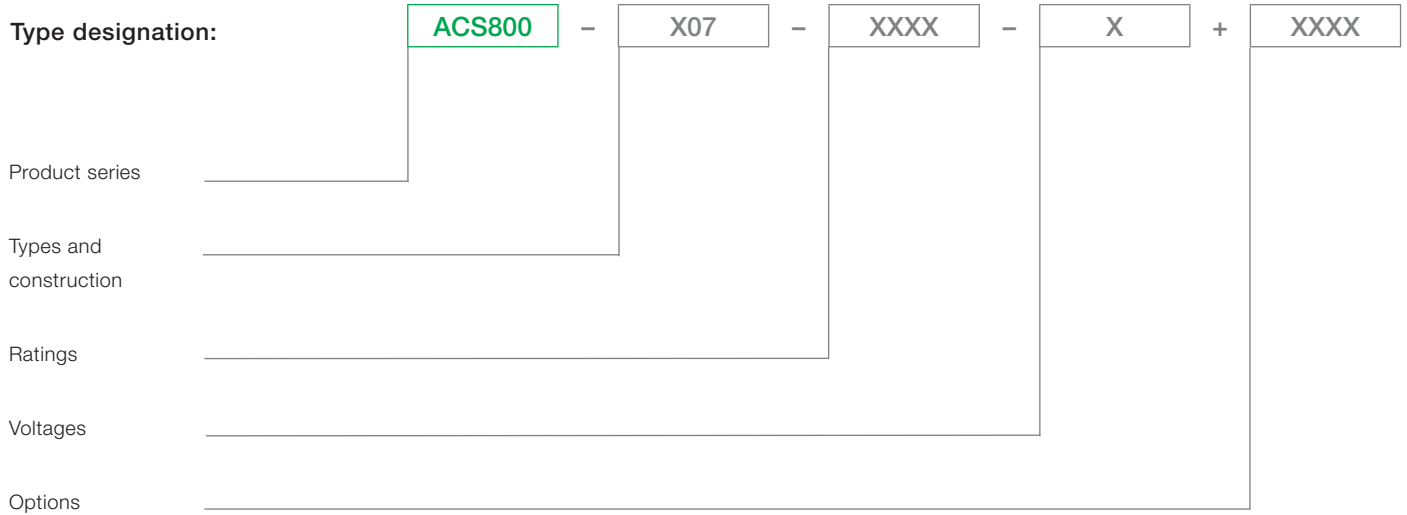 Type designation: ACS800 – X07 – XXXX – X + XXXX
Product series
Types and
construction
Ratings
Voltages
Options